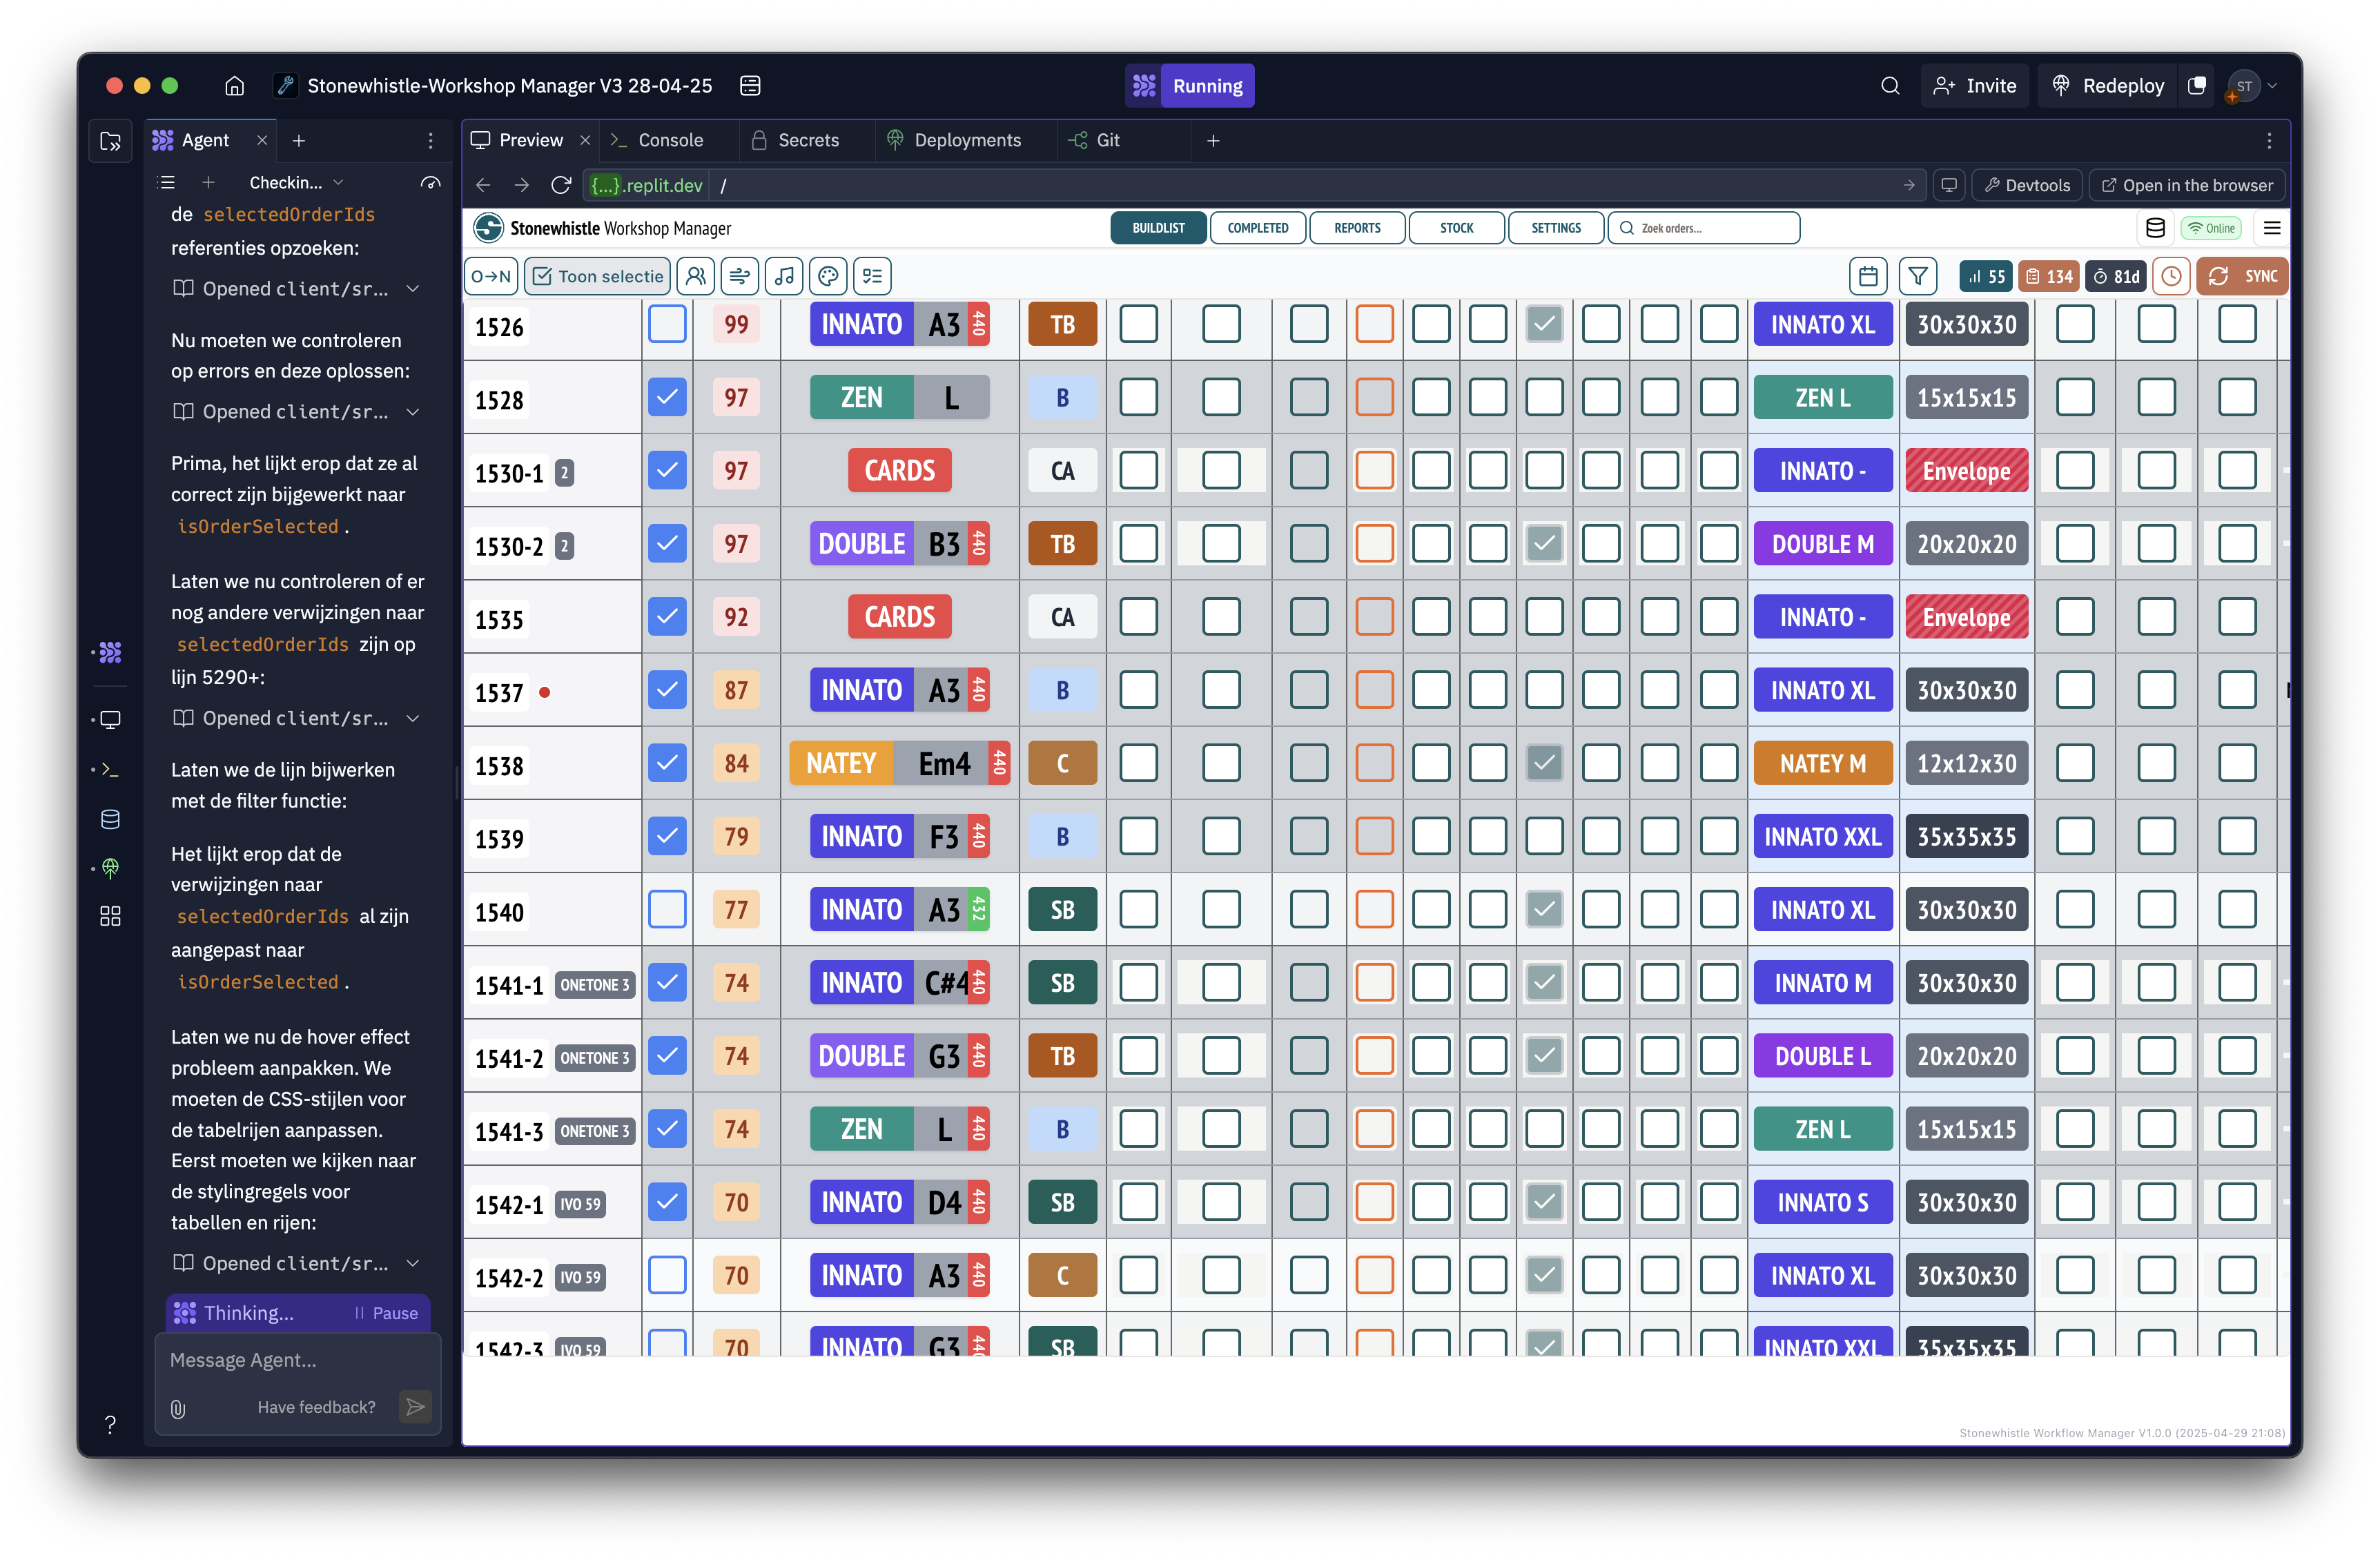 Stonewhistle-Workshop Manager V3 28-04-25
Running
Invite
Redeploy
ST
Agent
Preview
Console
Secrets
Deployments
Git
Checkin...
{...}.replit.dev
/
Devtools
Open in the browser
de selectedOrderIds
referenties opzoeken:
Opened client/sr...
Nu moeten we controleren
op errors en deze oplossen:
Opened client/sr...
Prima, het lijkt erop dat ze al
correct zijn bijgewerkt naar
isOrderSelected.
Laten we nu controleren of er
nog andere verwijzingen naar
selectedOrderIds zijn op
lijn 5290+:
Opened client/sr...
Laten we de lijn bijwerken
met de filter functie:
Het lijkt erop dat de
verwijzingen naar
selectedOrderIds al zijn
aangepast naar
isOrderSelected.
Laten we nu de hover effect
probleem aanpakken. We
moeten de CSS-stijlen voor
de tabelrijen aanpassen.
Eerst moeten we kijken naar
de stylingregels voor
tabellen en rijen:
Opened client/sr...
Thinking...
Pause
Message Agent...
Have feedback?
?
Stonewhistle Workshop Manager
BUILDLIST
COMPLETED
REPORTS
STOCK
SETTINGS
Zoek orders...
Online
O→N
Toon selectie
55
134
81d
SYNC
1526 99 INNATO A3 440 TB INNATO XL 30x30x30
1528 97 ZEN L B ZEN L 15x15x15
1530-1 2 97 CARDS CA INNATO - Envelope
1530-2 2 97 DOUBLE B3 440 TB DOUBLE M 20x20x20
1535 92 CARDS CA INNATO - Envelope
1537 87 INNATO A3 440 B INNATO XL 30x30x30
1538 84 NATEY Em4 440 C NATEY M 12x12x30
1539 79 INNATO F3 440 B INNATO XXL 35x35x35
1540 77 INNATO A3 432 SB INNATO XL 30x30x30
1541-1 ONETONE 3 74 INNATO C#4 440 SB INNATO M 30x30x30
1541-2 ONETONE 3 74 DOUBLE G3 440 TB DOUBLE L 20x20x20
1541-3 ONETONE 3 74 ZEN L 440 B ZEN L 15x15x15
1542-1 IVO 59 70 INNATO D4 440 SB INNATO S 30x30x30
1542-2 IVO 59 70 INNATO A3 440 C INNATO XL 30x30x30
1542-3 IVO 59 70 INNATO G3 440 SB INNATO XXL 35x35x35
Stonewhistle Workflow Manager V1.0.0 (2025-04-29 21:08)